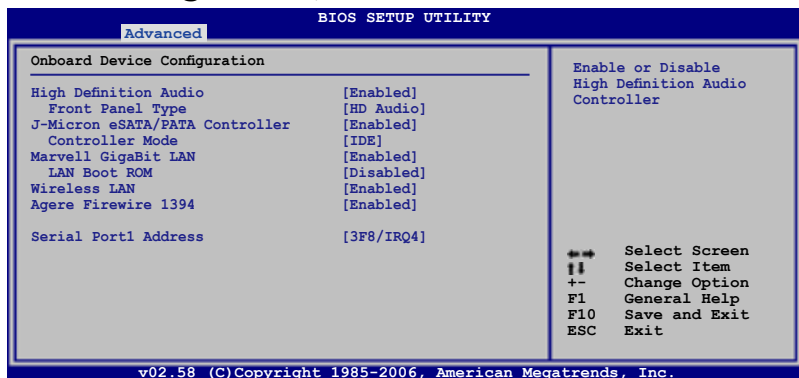 BIOS SETUP UTILITY
Advanced
Onboard Device Configuration
High Definition Audio [Enabled]
Front Panel Type [HD Audio]
J-Micron eSATA/PATA Controller [Enabled]
Controller Mode [IDE]
Marvell GigaBit LAN [Enabled]
LAN Boot ROM [Disabled]
Wireless LAN [Enabled]
Agere Firewire 1394 [Enabled]
Serial Port1 Address [3F8/IRQ4]
Enable or Disable
High Definition Audio
Controller
←→ Select Screen
↑↓ Select Item
+- Change Option
F1 General Help
F10 Save and Exit
ESC Exit
v02.58 (C)Copyright 1985-2006, American Megatrends, Inc.